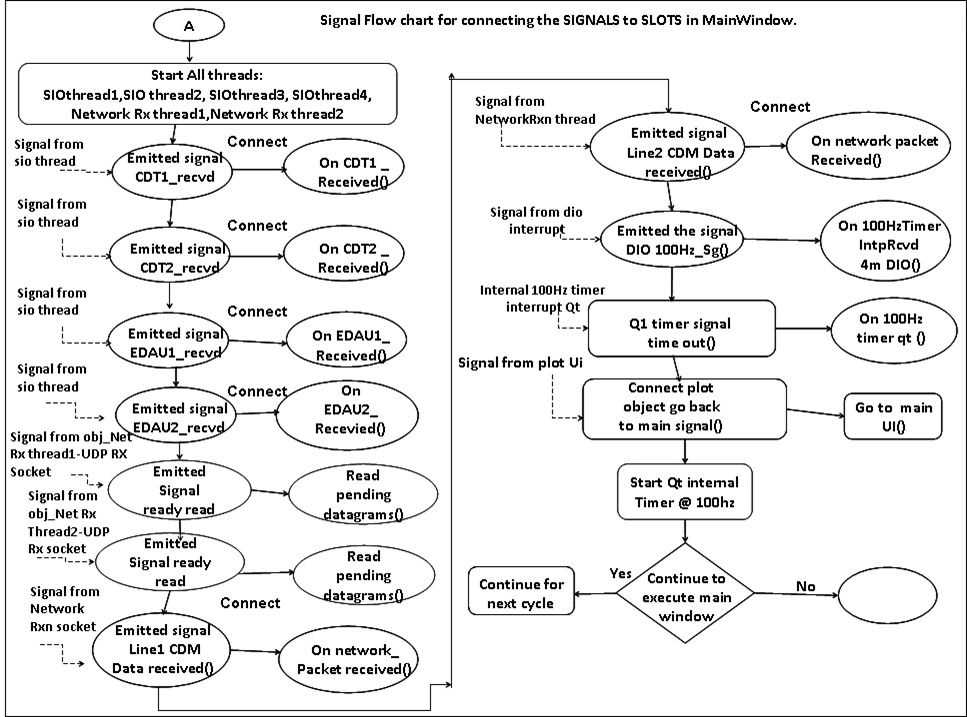 Signal Flow chart for connecting the SIGNALS to SLOTS in MainWindow.
A
Start All threads:
SIOthread1,SIO thread2, SIOthread3, SIOthread4,
Network Rx thread1,Network Rx thread2
Signal from
sio thread
Emitted signal
CDT1_recvd
Connect
On CDT1_
Received()
Signal from
sio thread
Emitted signal
CDT2_recvd
Connect
On CDT2_
Received()
Signal from
sio thread
Emitted signal
EDAU1_recvd
Connect
On EDAU1_
Received()
Signal from
sio thread
Emitted signal
EDAU2_recvd
Connect
On
EDAU2_
Recevied()
Signal from obj_Net
Rx thread1-UDP RX
Socket
Emitted
Signal
ready read
Read
pending
datagrams()
Signal from
obj_Net Rx
Thread2-UDP
Rx socket
Emitted
Signal ready
read
Read
pending
datagrams()
Signal from
Network
Rxn socket
Emitted signal
Line1 CDM
Data received()
Connect
On network_
Packet received()
Signal from
NetworkRxn thread
Emitted signal
Line2 CDM Data
received()
Connect
On network packet
Received()
Signal from dio
interrupt
Emitted the signal
DIO 100Hz_Sg()
On 100HzTimer
IntpRcvd
4m DIO()
Internal 100Hz timer
interrupt Qt
Q1 timer signal
time out()
On 100Hz
timer qt ()
Signal from plot Ui
Connect plot
object go back
to main signal()
Go to main
UI()
Start Qt internal
Timer @ 100hz
Continue to
execute main
window
Yes
Continue for
next cycle
No